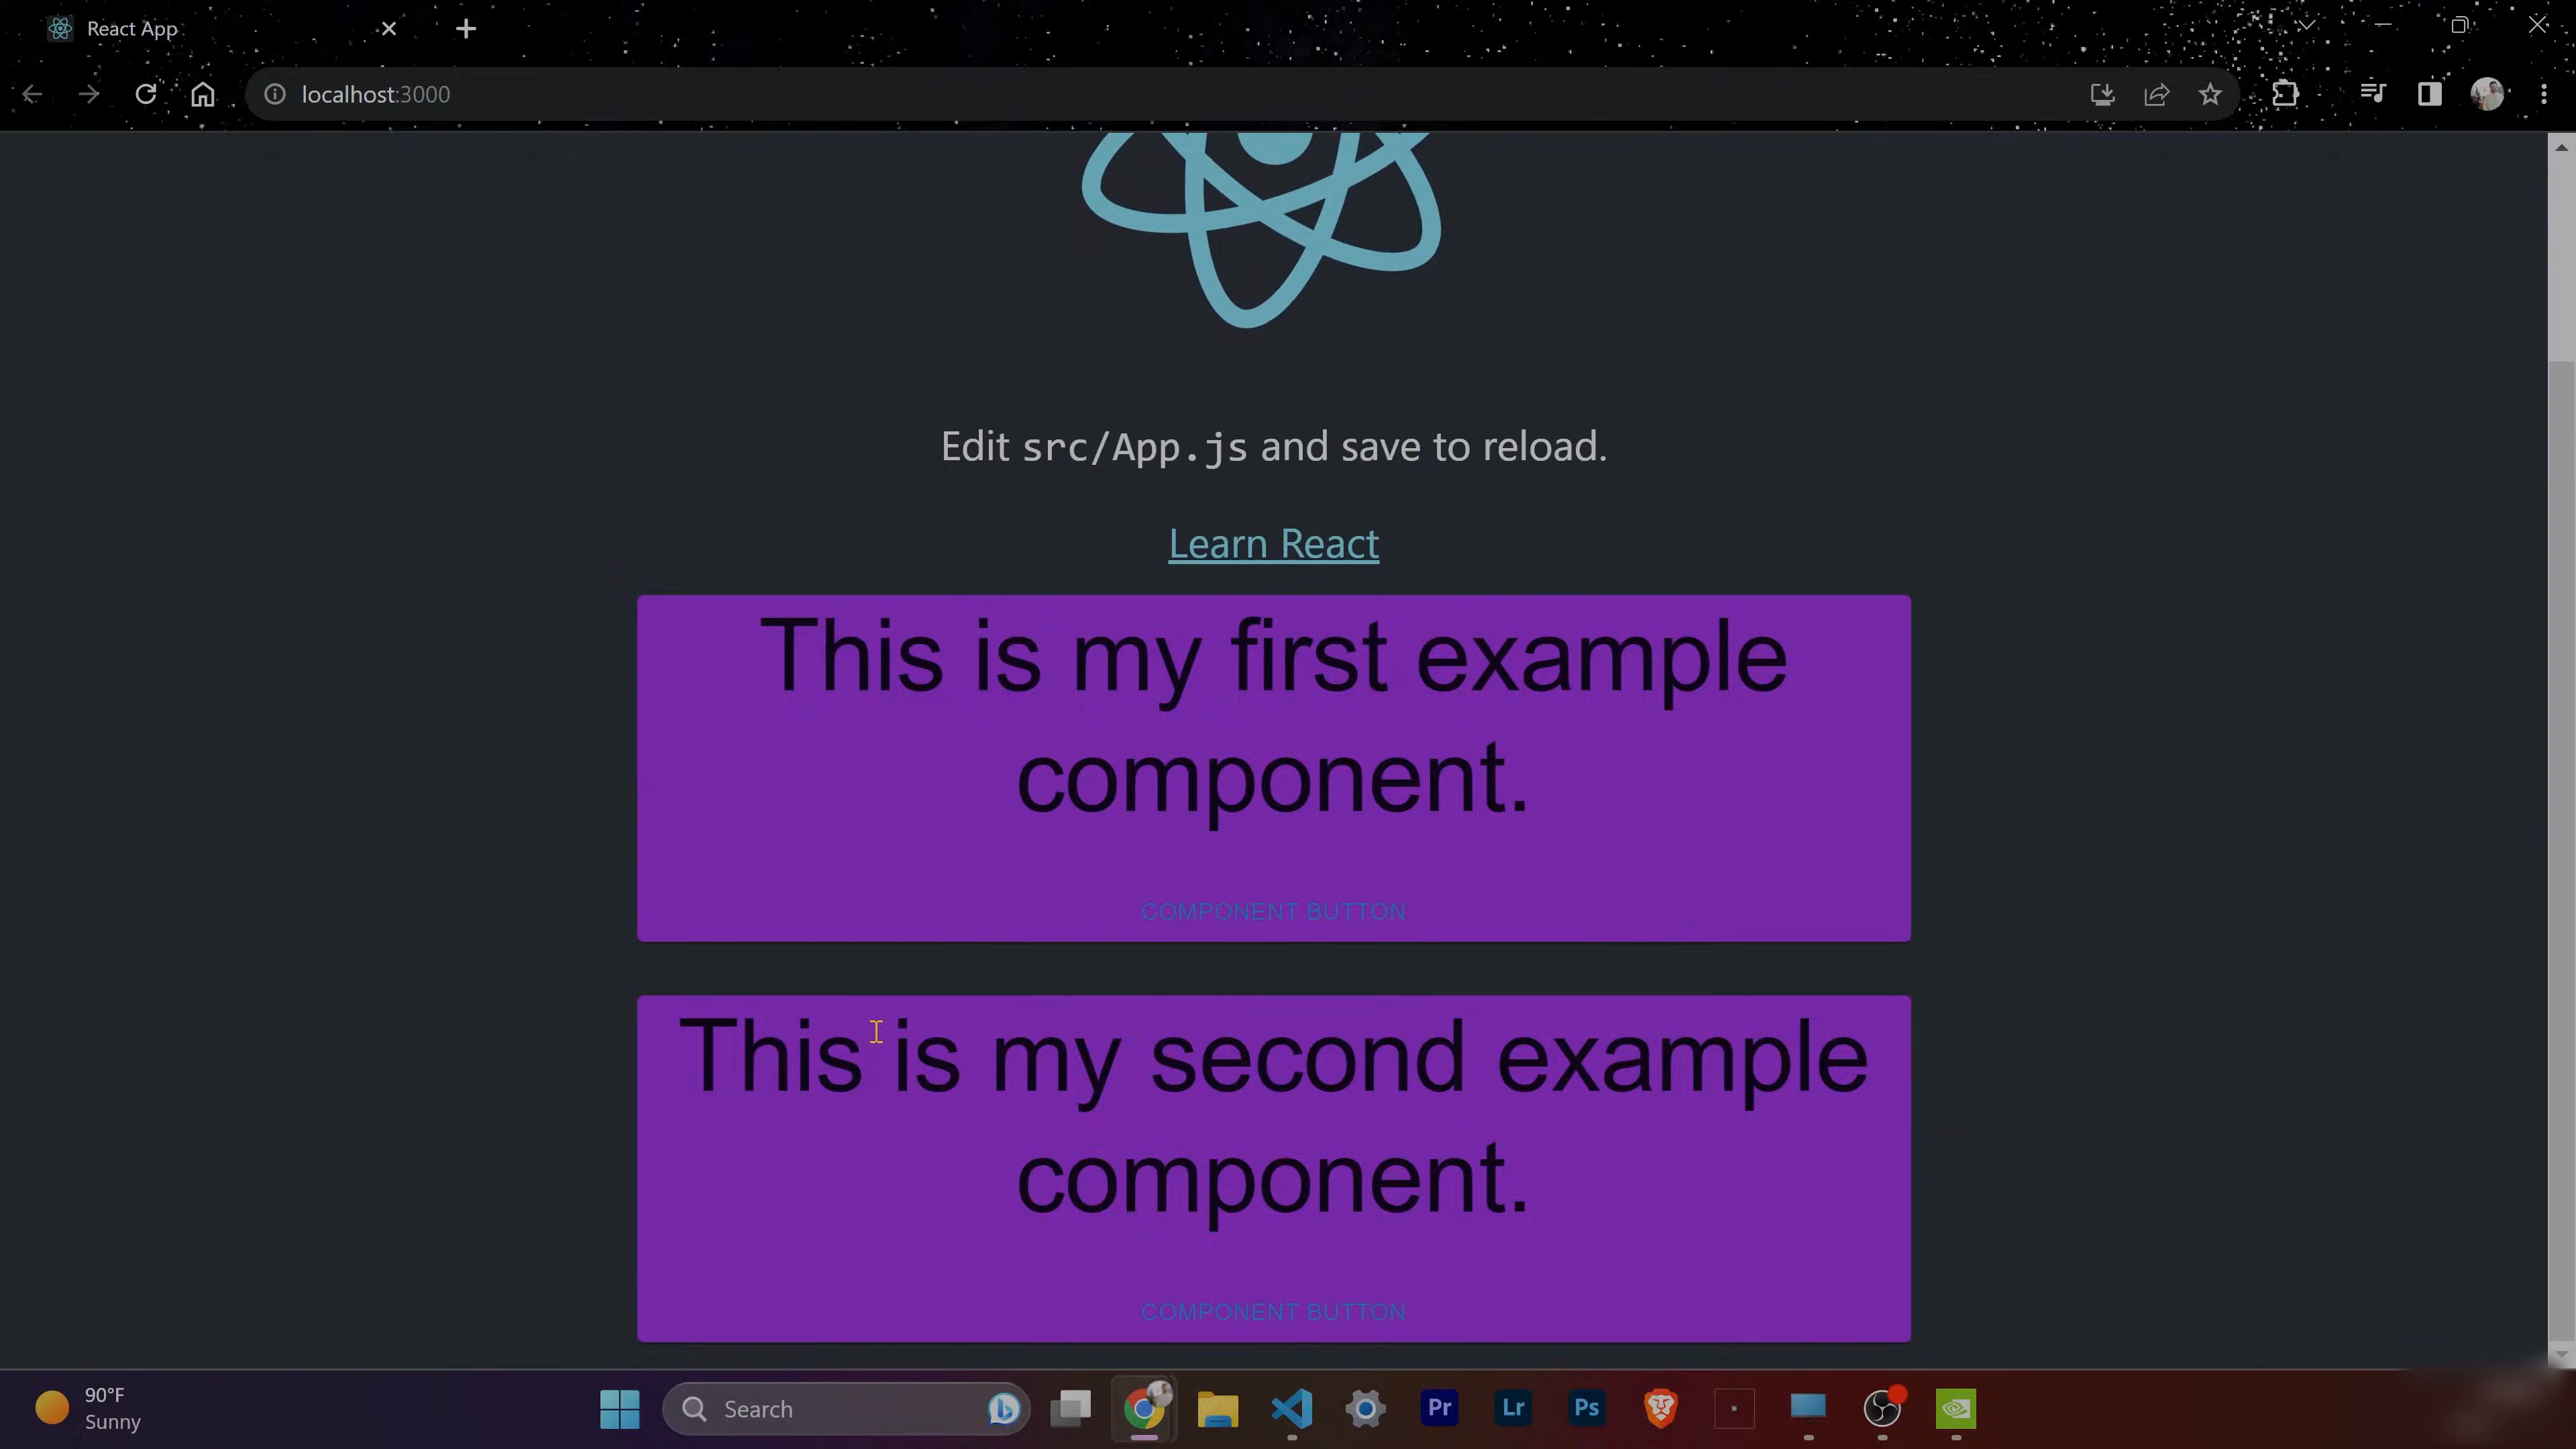 React App
localhost:3000
Edit src/App.js and save to reload.
Learn React
This is my first example
component.
COMPONENT BUTTON
This is my second example
component.
COMPONENT BUTTON
90°F
Sunny
Search
Pr
Lr
Ps